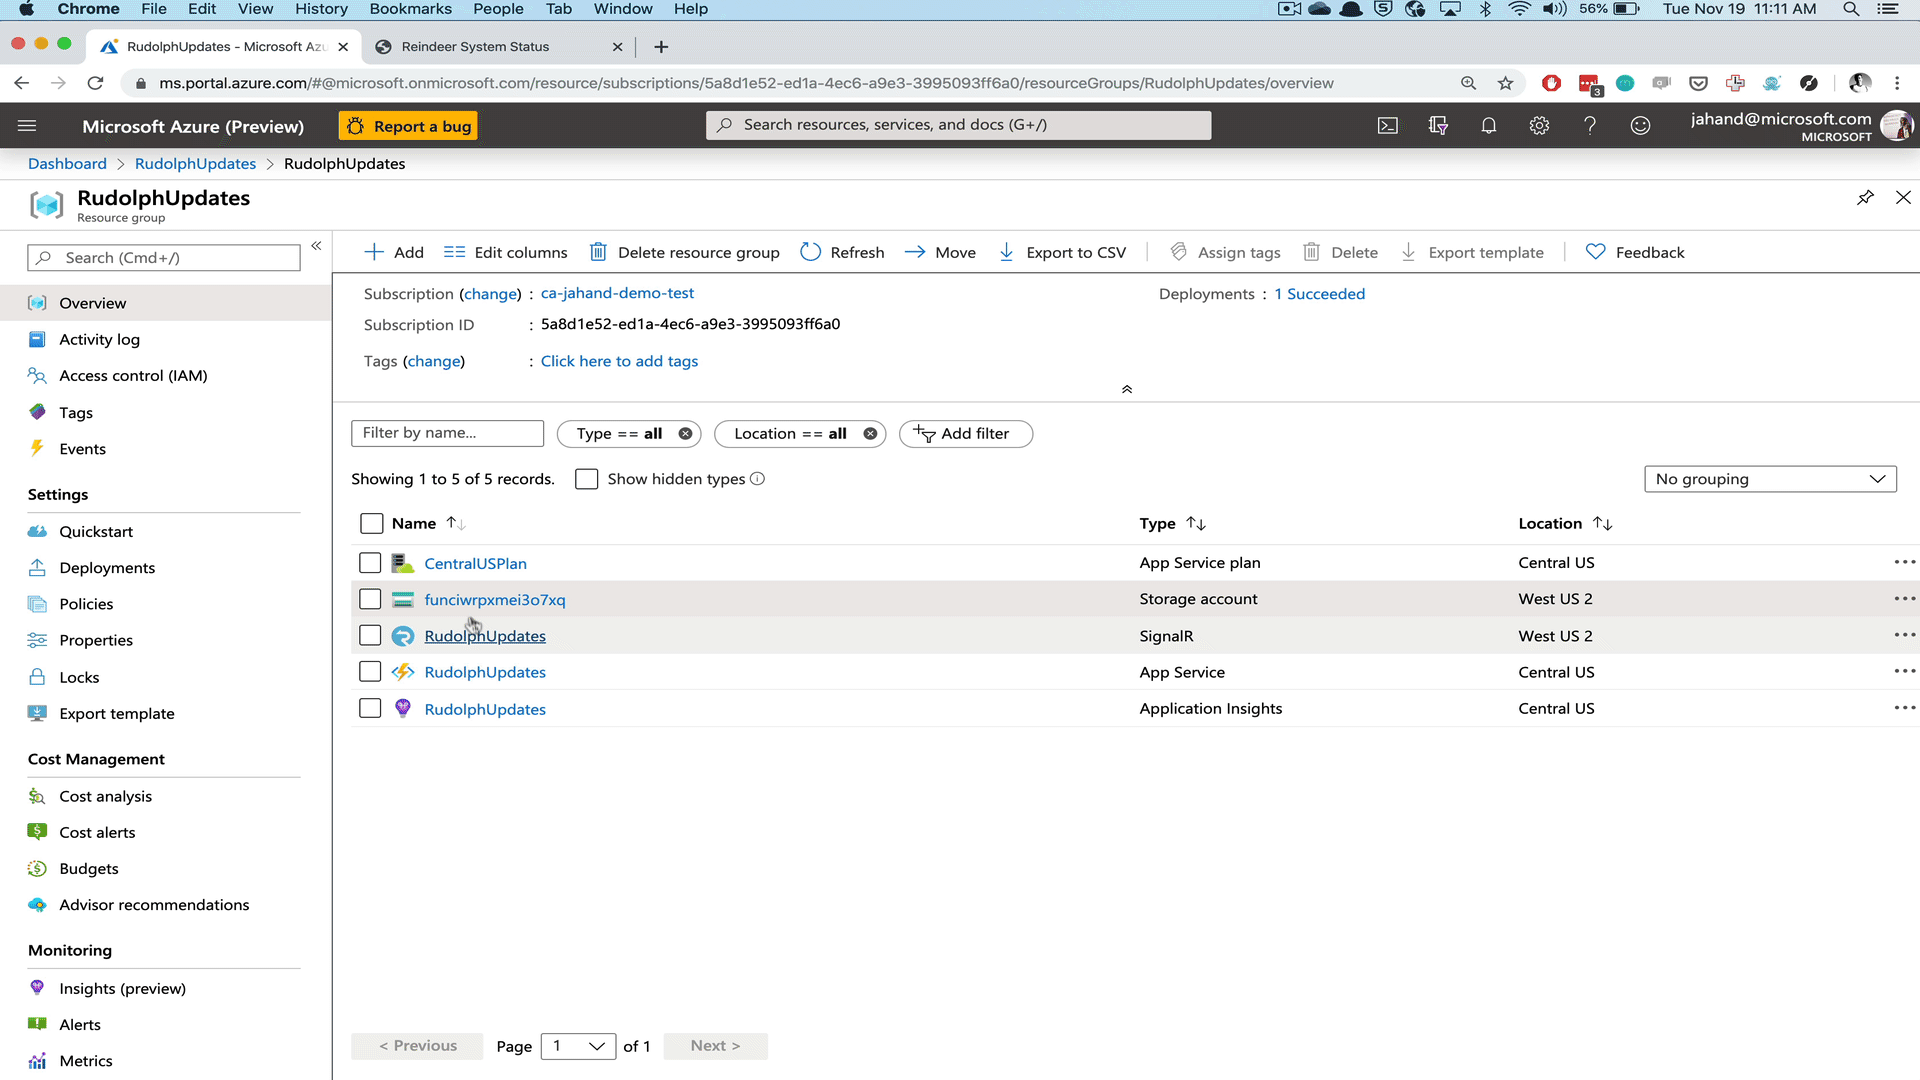 Chrome File Edit View History Bookmarks People Tab Window Help 56% Tue Nov 19 11:11 AM
RudolphUpdates - Microsoft Azu Reindeer System Status
ms.portal.azure.com/#@microsoft.onmicrosoft.com/resource/subscriptions/5a8d1e52-ed1a-4ec6-a9e3-3995093ff6a0/resourceGroups/RudolphUpdates/overview 3
Microsoft Azure (Preview) Report a bug Search resources, services, and docs (G+/) jahand@microsoft.com
MICROSOFT
Dashboard > RudolphUpdates > RudolphUpdates
RudolphUpdates
Resource group
Search (Cmd+/) «
Add Edit columns Delete resource group Refresh Move Export to CSV Assign tags Delete Export template Feedback
Overview
Activity log
Access control (IAM)
Tags
Events
Settings
Quickstart
Deployments
Policies
Properties
Locks
Export template
Cost Management
Cost analysis
Cost alerts
Budgets
Advisor recommendations
Monitoring
Insights (preview)
Alerts
Metrics
Subscription (change) : ca-jahand-demo-test Deployments : 1 Succeeded
Subscription ID : 5a8d1e52-ed1a-4ec6-a9e3-3995093ff6a0
Tags (change) : Click here to add tags
Filter by name... Type == all Location == all Add filter
Showing 1 to 5 of 5 records. Show hidden types No grouping
Name Type Location
CentralUSPlan App Service plan Central US
funciwrpxmei3o7xq Storage account West US 2
RudolphUpdates SignalR West US 2
RudolphUpdates App Service Central US
RudolphUpdates Application Insights Central US
< Previous Page 1 of 1 Next >